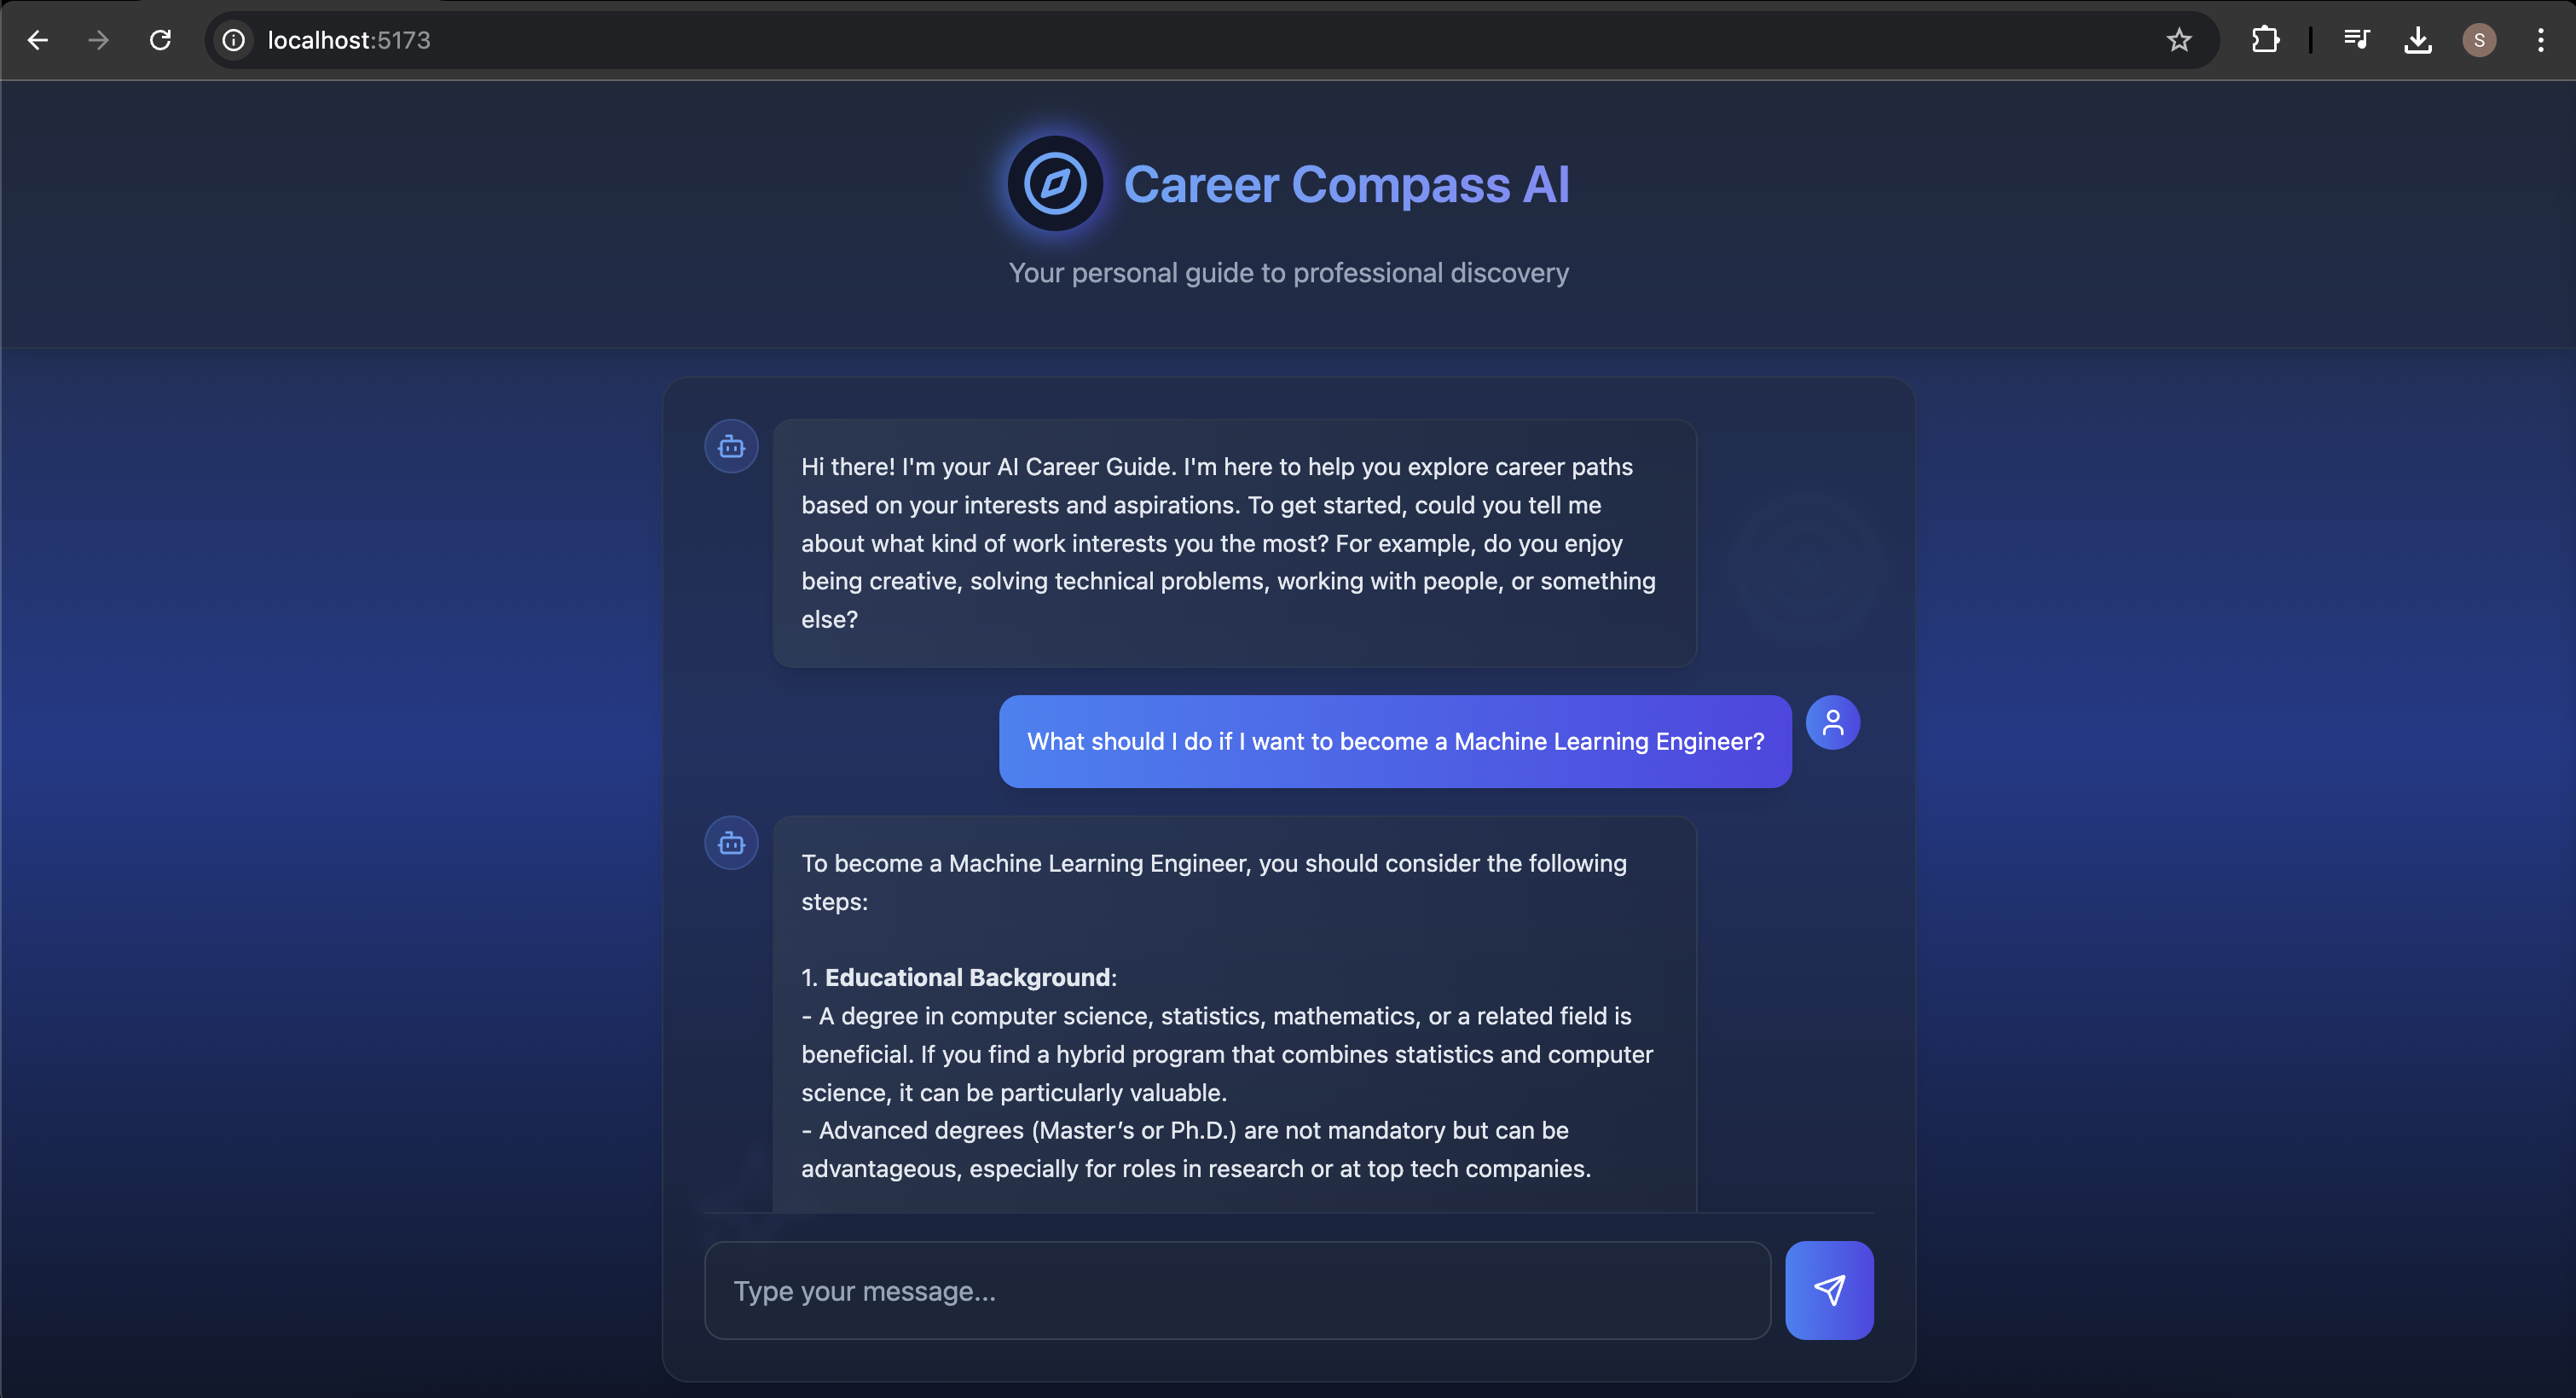 localhost:5173
S
Career Compass AI
Your personal guide to professional discovery
Hi there! I'm your AI Career Guide. I'm here to help you explore career paths
based on your interests and aspirations. To get started, could you tell me
about what kind of work interests you the most? For example, do you enjoy
being creative, solving technical problems, working with people, or something
else?
What should I do if I want to become a Machine Learning Engineer?
To become a Machine Learning Engineer, you should consider the following
steps:
1. Educational Background:
- A degree in computer science, statistics, mathematics, or a related field is
beneficial. If you find a hybrid program that combines statistics and computer
science, it can be particularly valuable.
- Advanced degrees (Master’s or Ph.D.) are not mandatory but can be
advantageous, especially for roles in research or at top tech companies.
Type your message...